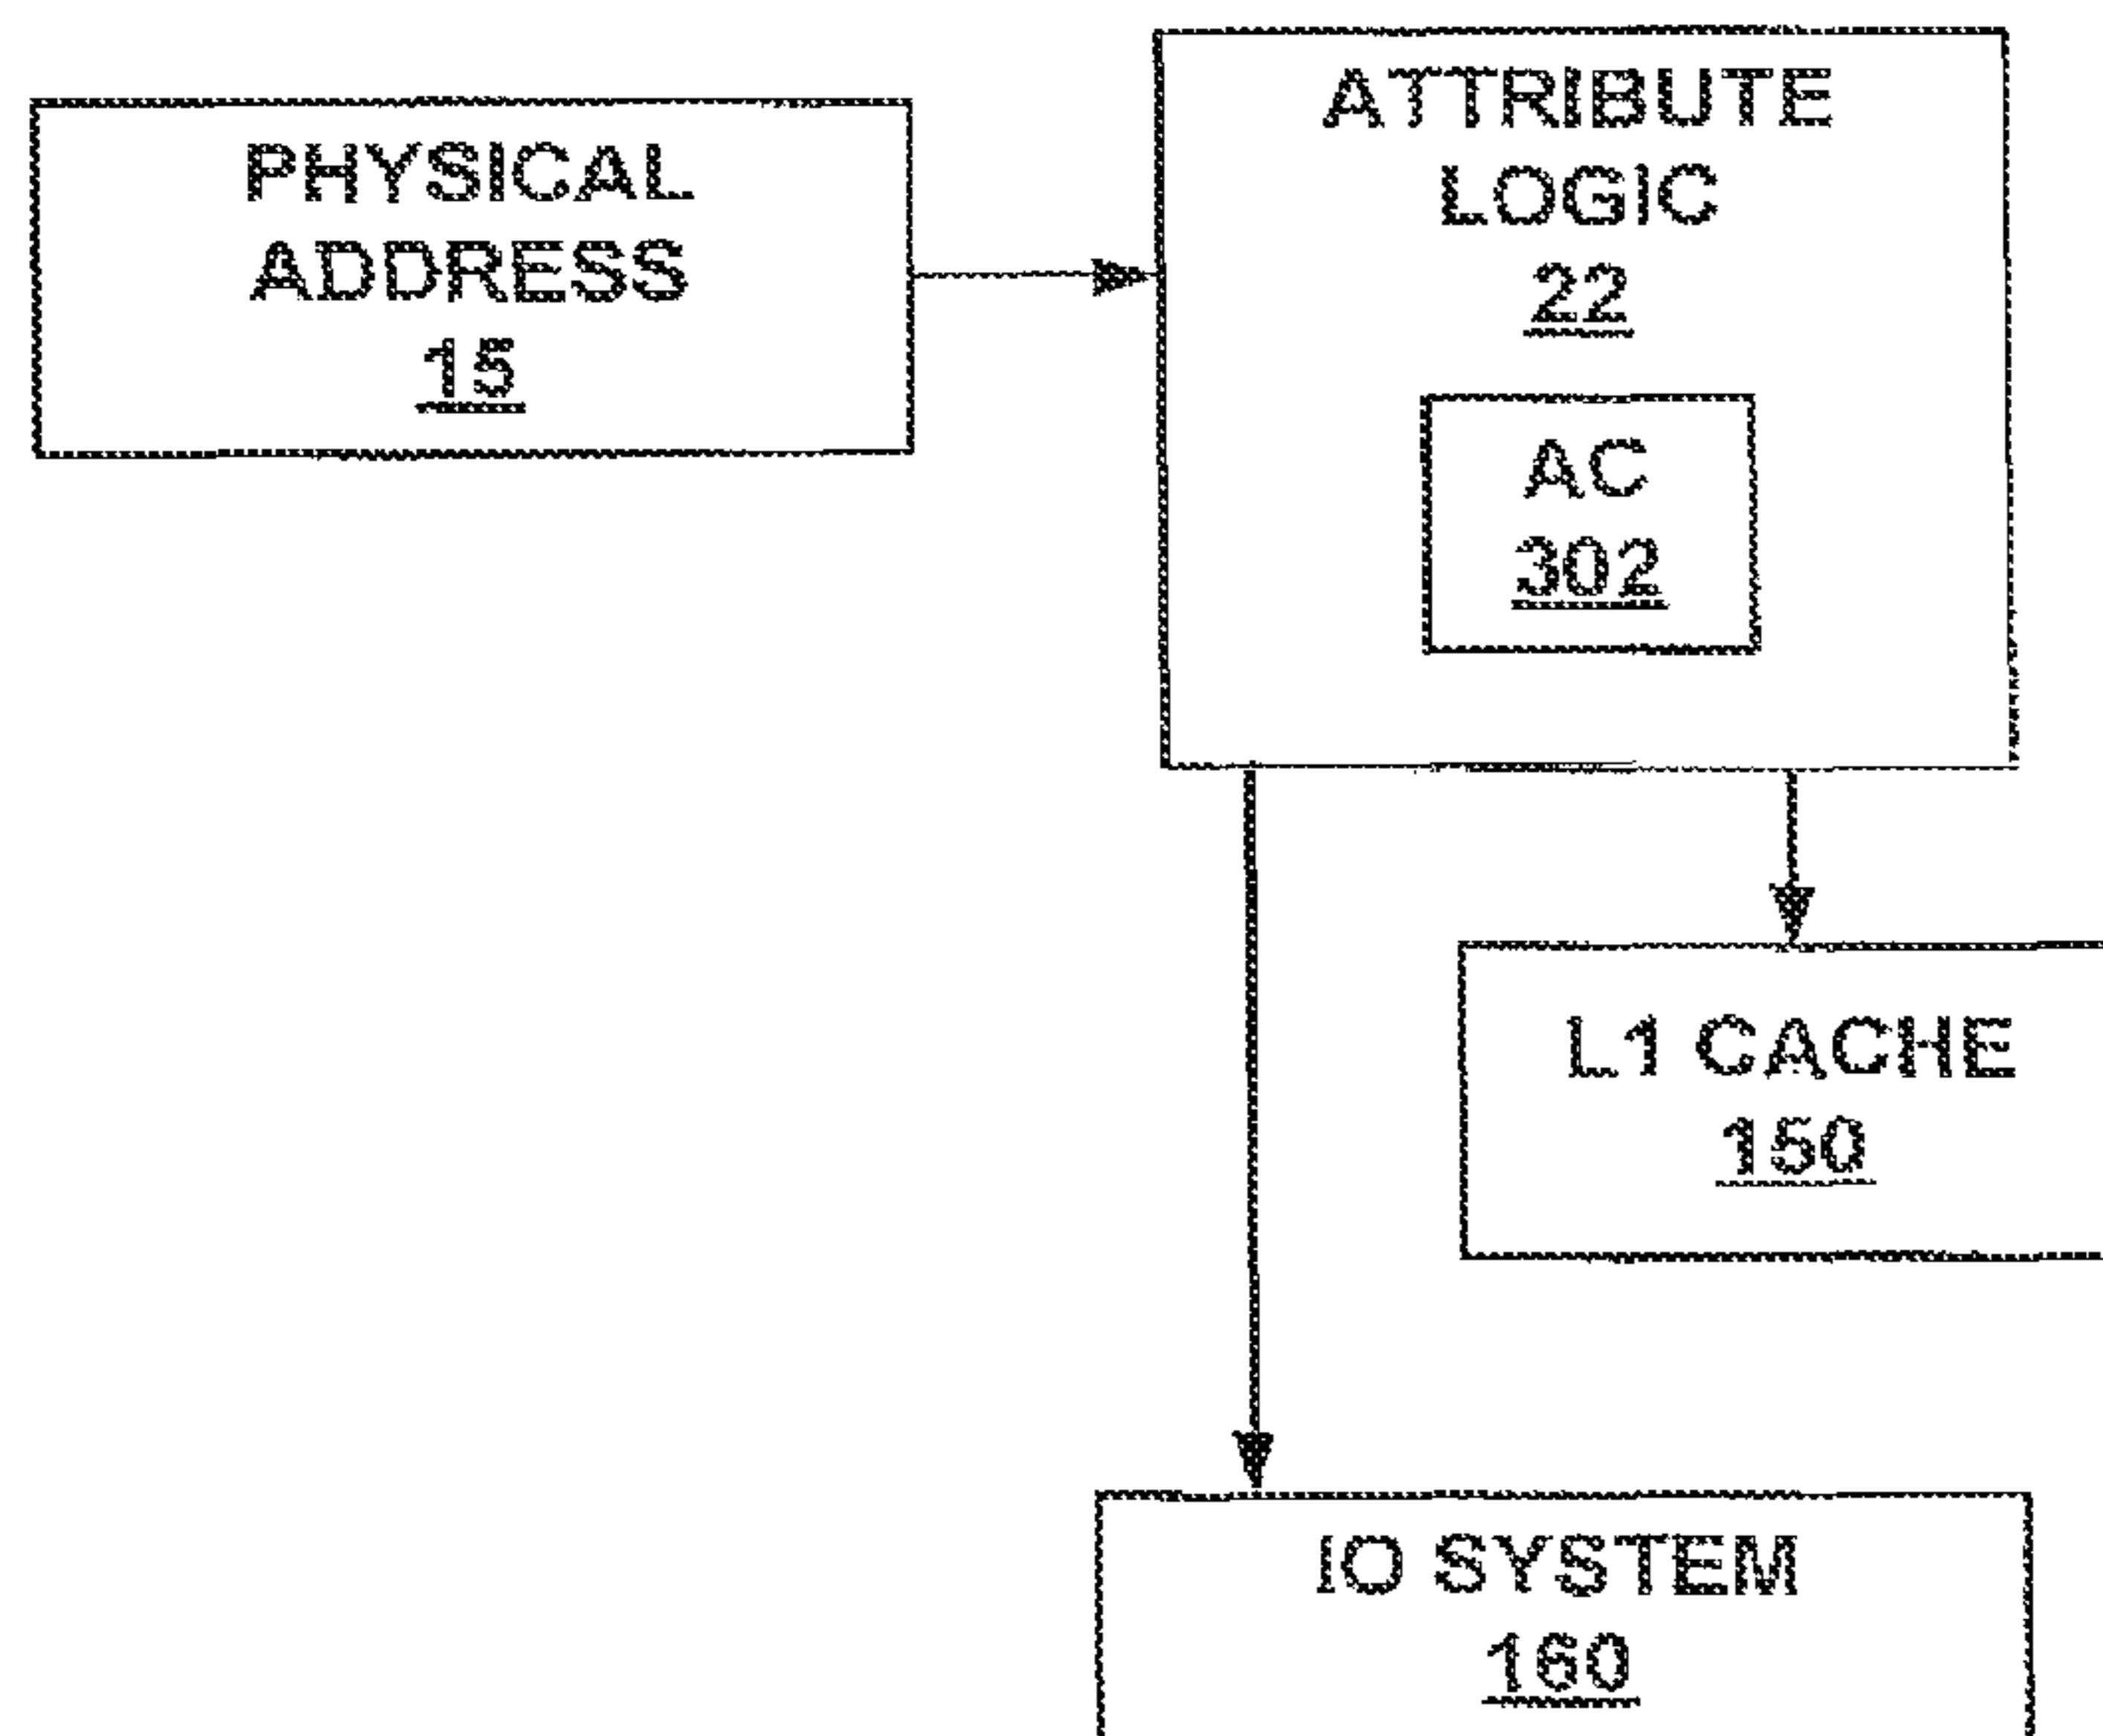 PHYSICAL
ADDRESS
15
ATTRIBUTE
LOGIC
22
AC
302
L1 CACHE
150
IO SYSTEM
160